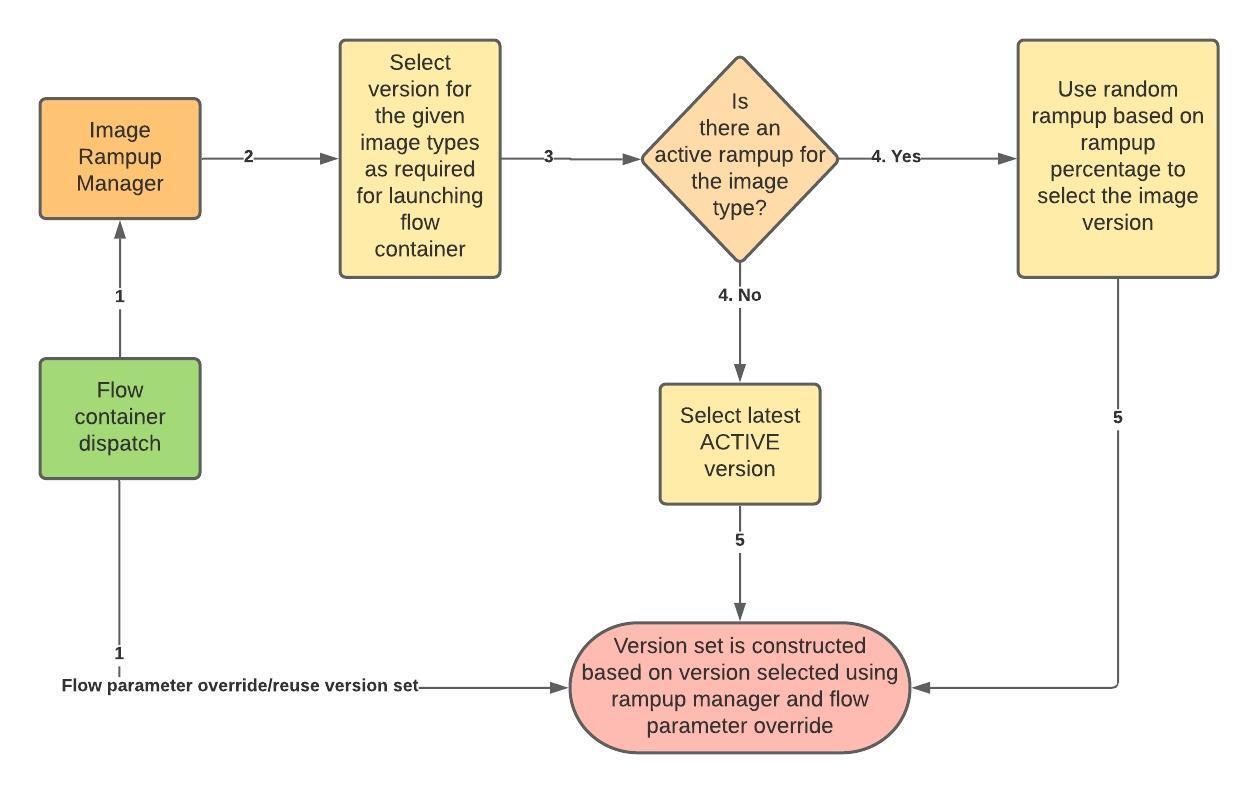 Image
Rampup
Manager
2
Select
version for
the given
image types
as required
for launching
flow
container
3
Is
there an
active rampup for
the image
type?
4. Yes
Use random
rampup based on
rampup
percentage to
select the image
version
1
4. No
Flow
container
dispatch
Select latest
ACTIVE
version
5
5
1
Flow parameter override/reuse version set
Version set is constructed
based on version selected using
rampup manager and flow
parameter override